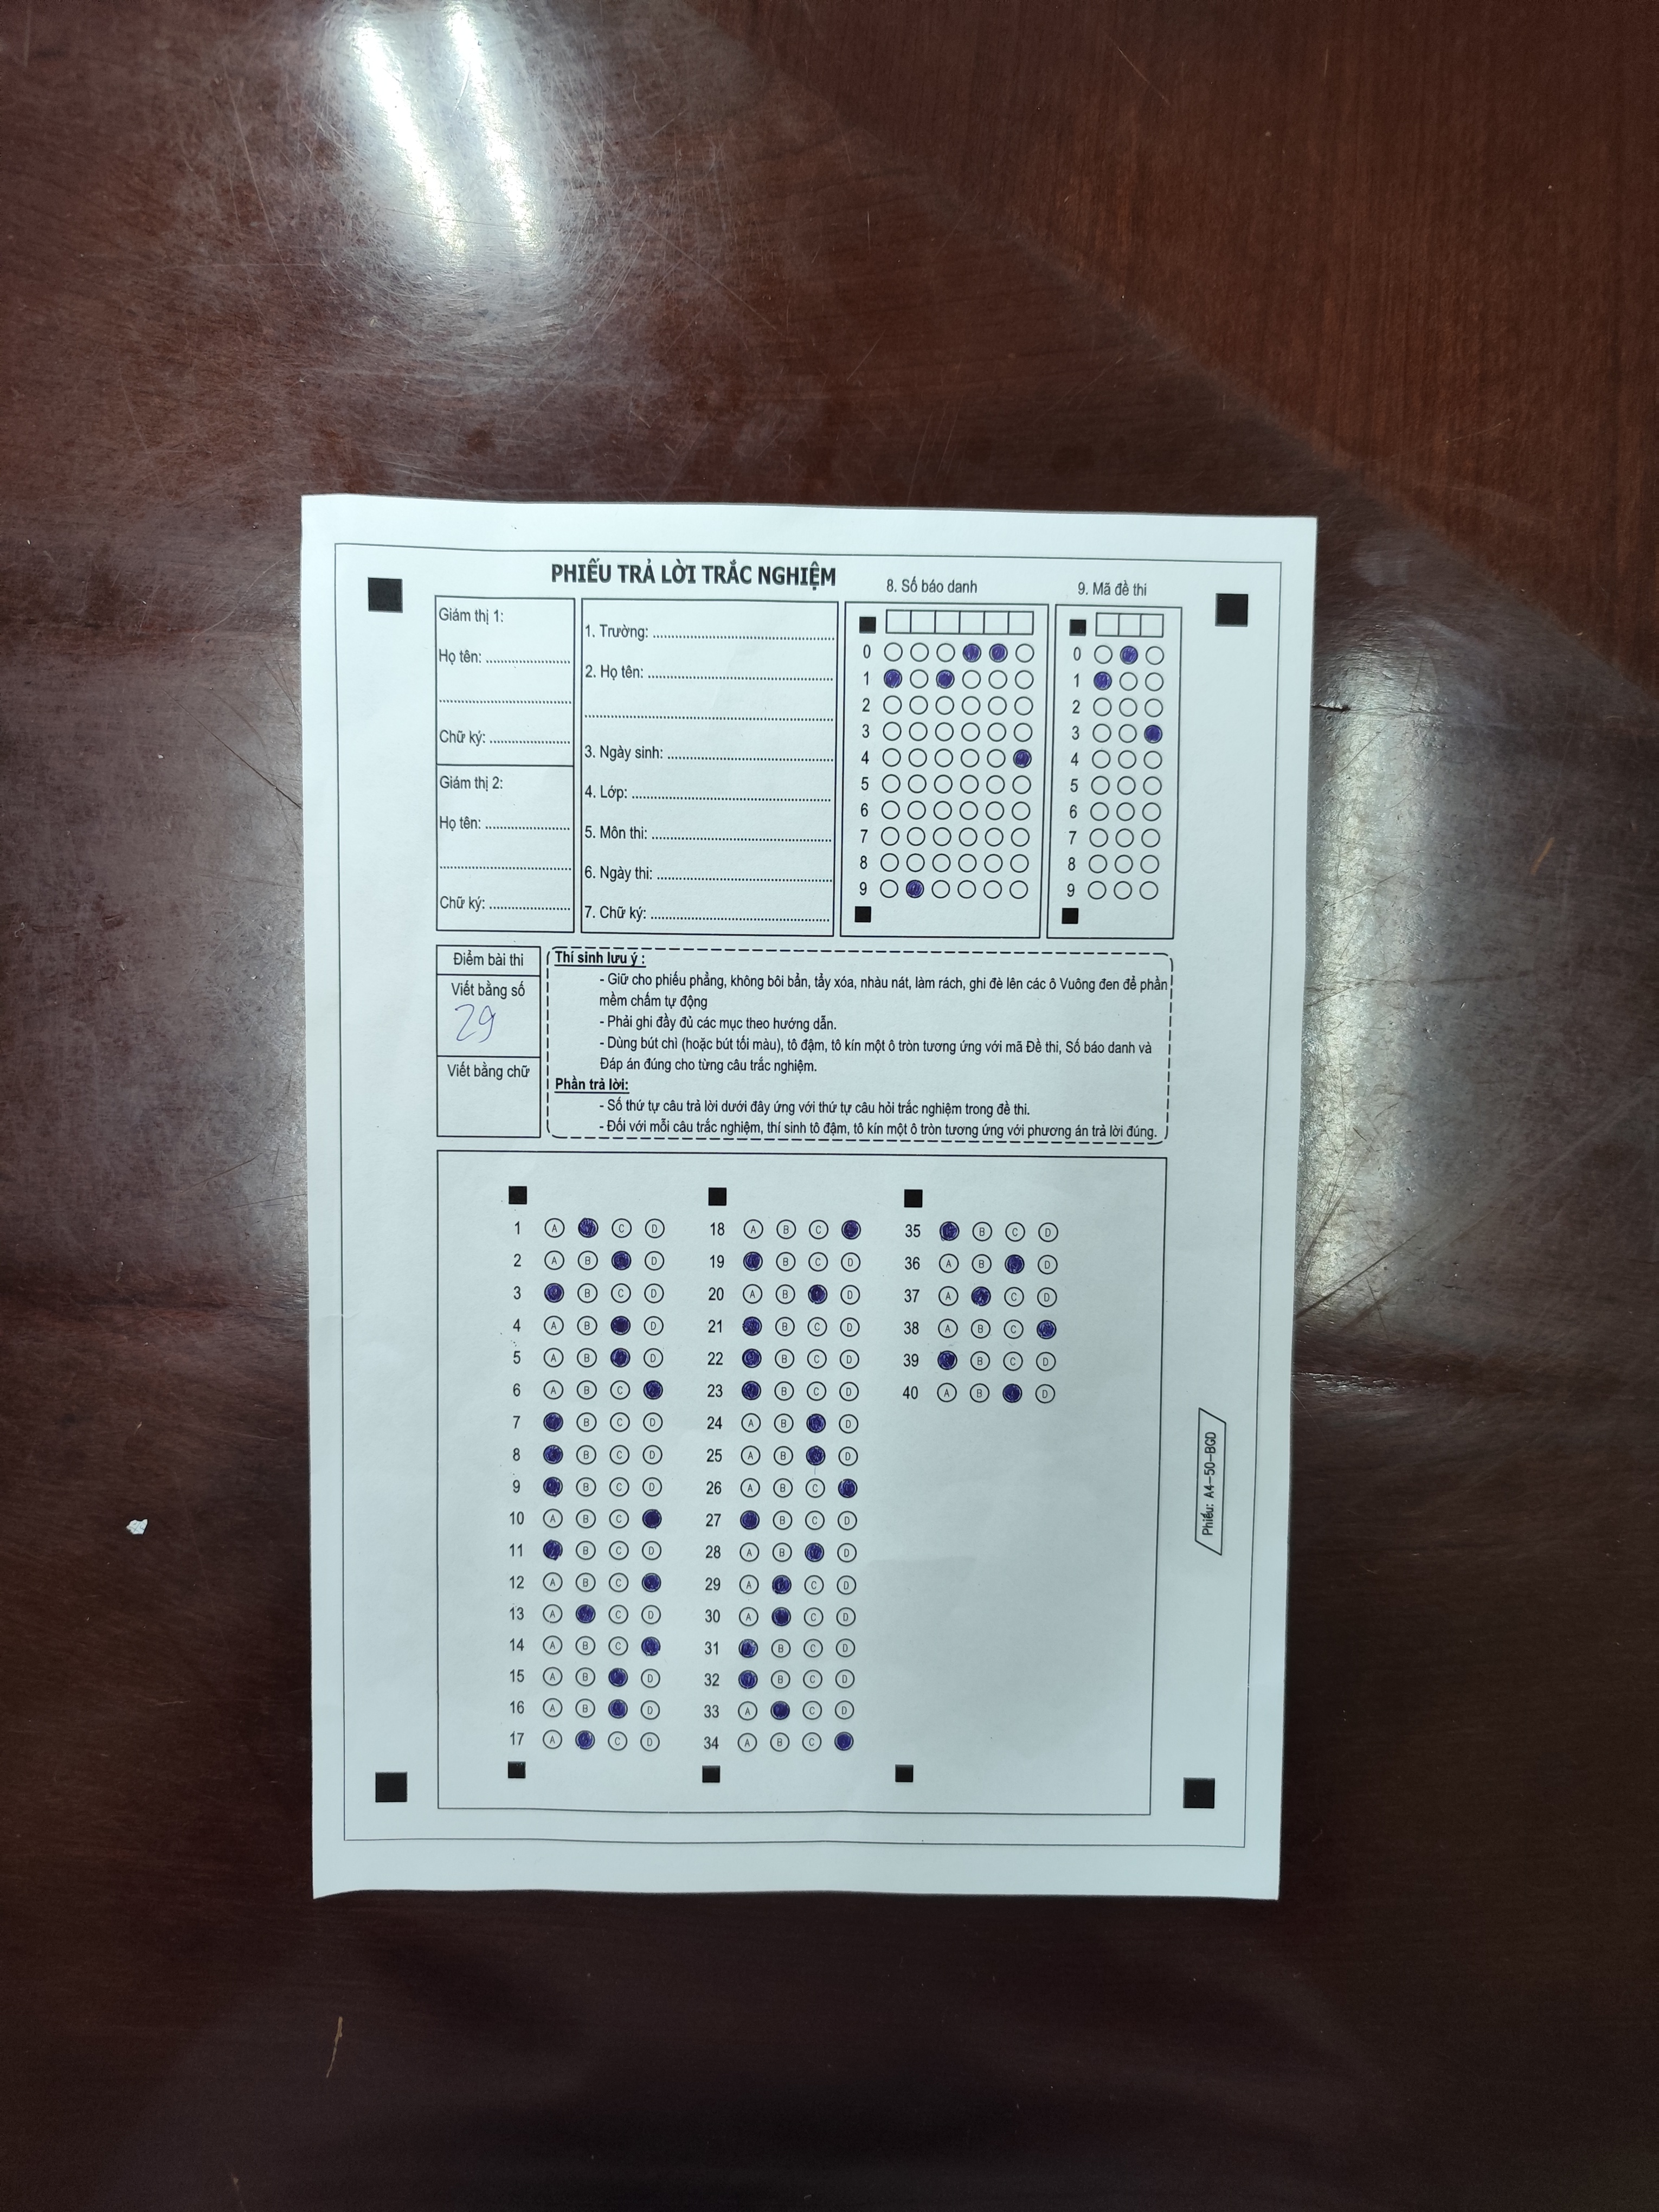 PHIẾU TRẢ LỜI TRẮC NGHIỆM
8. Số báo danh
9. Mã đề thi
Giám thị 1:
Họ tên: ........................
......................................
Chữ ký: .......................
Giám thị 2:
Họ tên: ........................
......................................
Chữ ký: .......................
1. Trường: ....................................................
2. Họ tên: .....................................................
......................................................................
3. Ngày sinh: ...............................................
4. Lớp: .........................................................
5. Môn thi: ...................................................
6. Ngày thi: ..................................................
7. Chữ ký: ....................................................
0
1
2
3
4
5
6
7
8
9
0
1
2
3
4
5
6
7
8
9
Điểm bài thi
Viết bằng số
29
Viết bằng chữ
Thí sinh lưu ý :
- Giữ cho phiếu phẳng, không bôi bẩn, tẩy xóa, nhàu nát, làm rách, ghi đè lên các ô Vuông đen để phần
mềm chấm tự động
- Phải ghi đầy đủ các mục theo hướng dẫn.
- Dùng bút chì (hoặc bút tối màu), tô đậm, tô kín một ô tròn tương ứng với mã Đề thi, Số báo danh và
Đáp án đúng cho từng câu trắc nghiệm.
Phần trả lời:
- Số thứ tự câu trả lời dưới đây ứng với thứ tự câu hỏi trắc nghiệm trong đề thi.
- Đối với mỗi câu trắc nghiệm, thí sinh tô đậm, tô kín một ô tròn tương ứng với phương án trả lời đúng.
1 A C D
2 A B D
3 B C D
4 A B D
5 A B D
6 A B C
7 B C D
8 B C D
9 B C D
10 A B C
11 B C D
12 A B C
13 A C D
14 A B C
15 A B D
16 A B D
17 A C D
18 A B C
19 B C D
20 A B D
21 B C D
22 B C D
23 B C D
24 A B D
25 A B D
26 A B C
27 B C D
28 A B D
29 A C D
30 A C D
31 B C D
32 B C D
33 A C D
34 A B C
35 B C D
36 A B D
37 A C D
38 A B C
39 B C D
40 A B D
Phiếu: A4-50-BGD